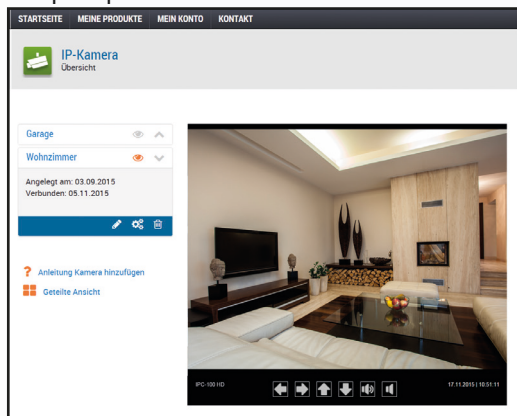 STARTSEITE MEINE PRODUKTE MEIN KONTO KONTAKT
IP-Kamera
Übersicht
Garage
Wohnzimmer
Angelegt am: 03.09.2015
Verbunden: 05.11.2015
? Anleitung Kamera hinzufügen
Geteilte Ansicht
IPC-100 HD
17.11.2015 | 10:51:11